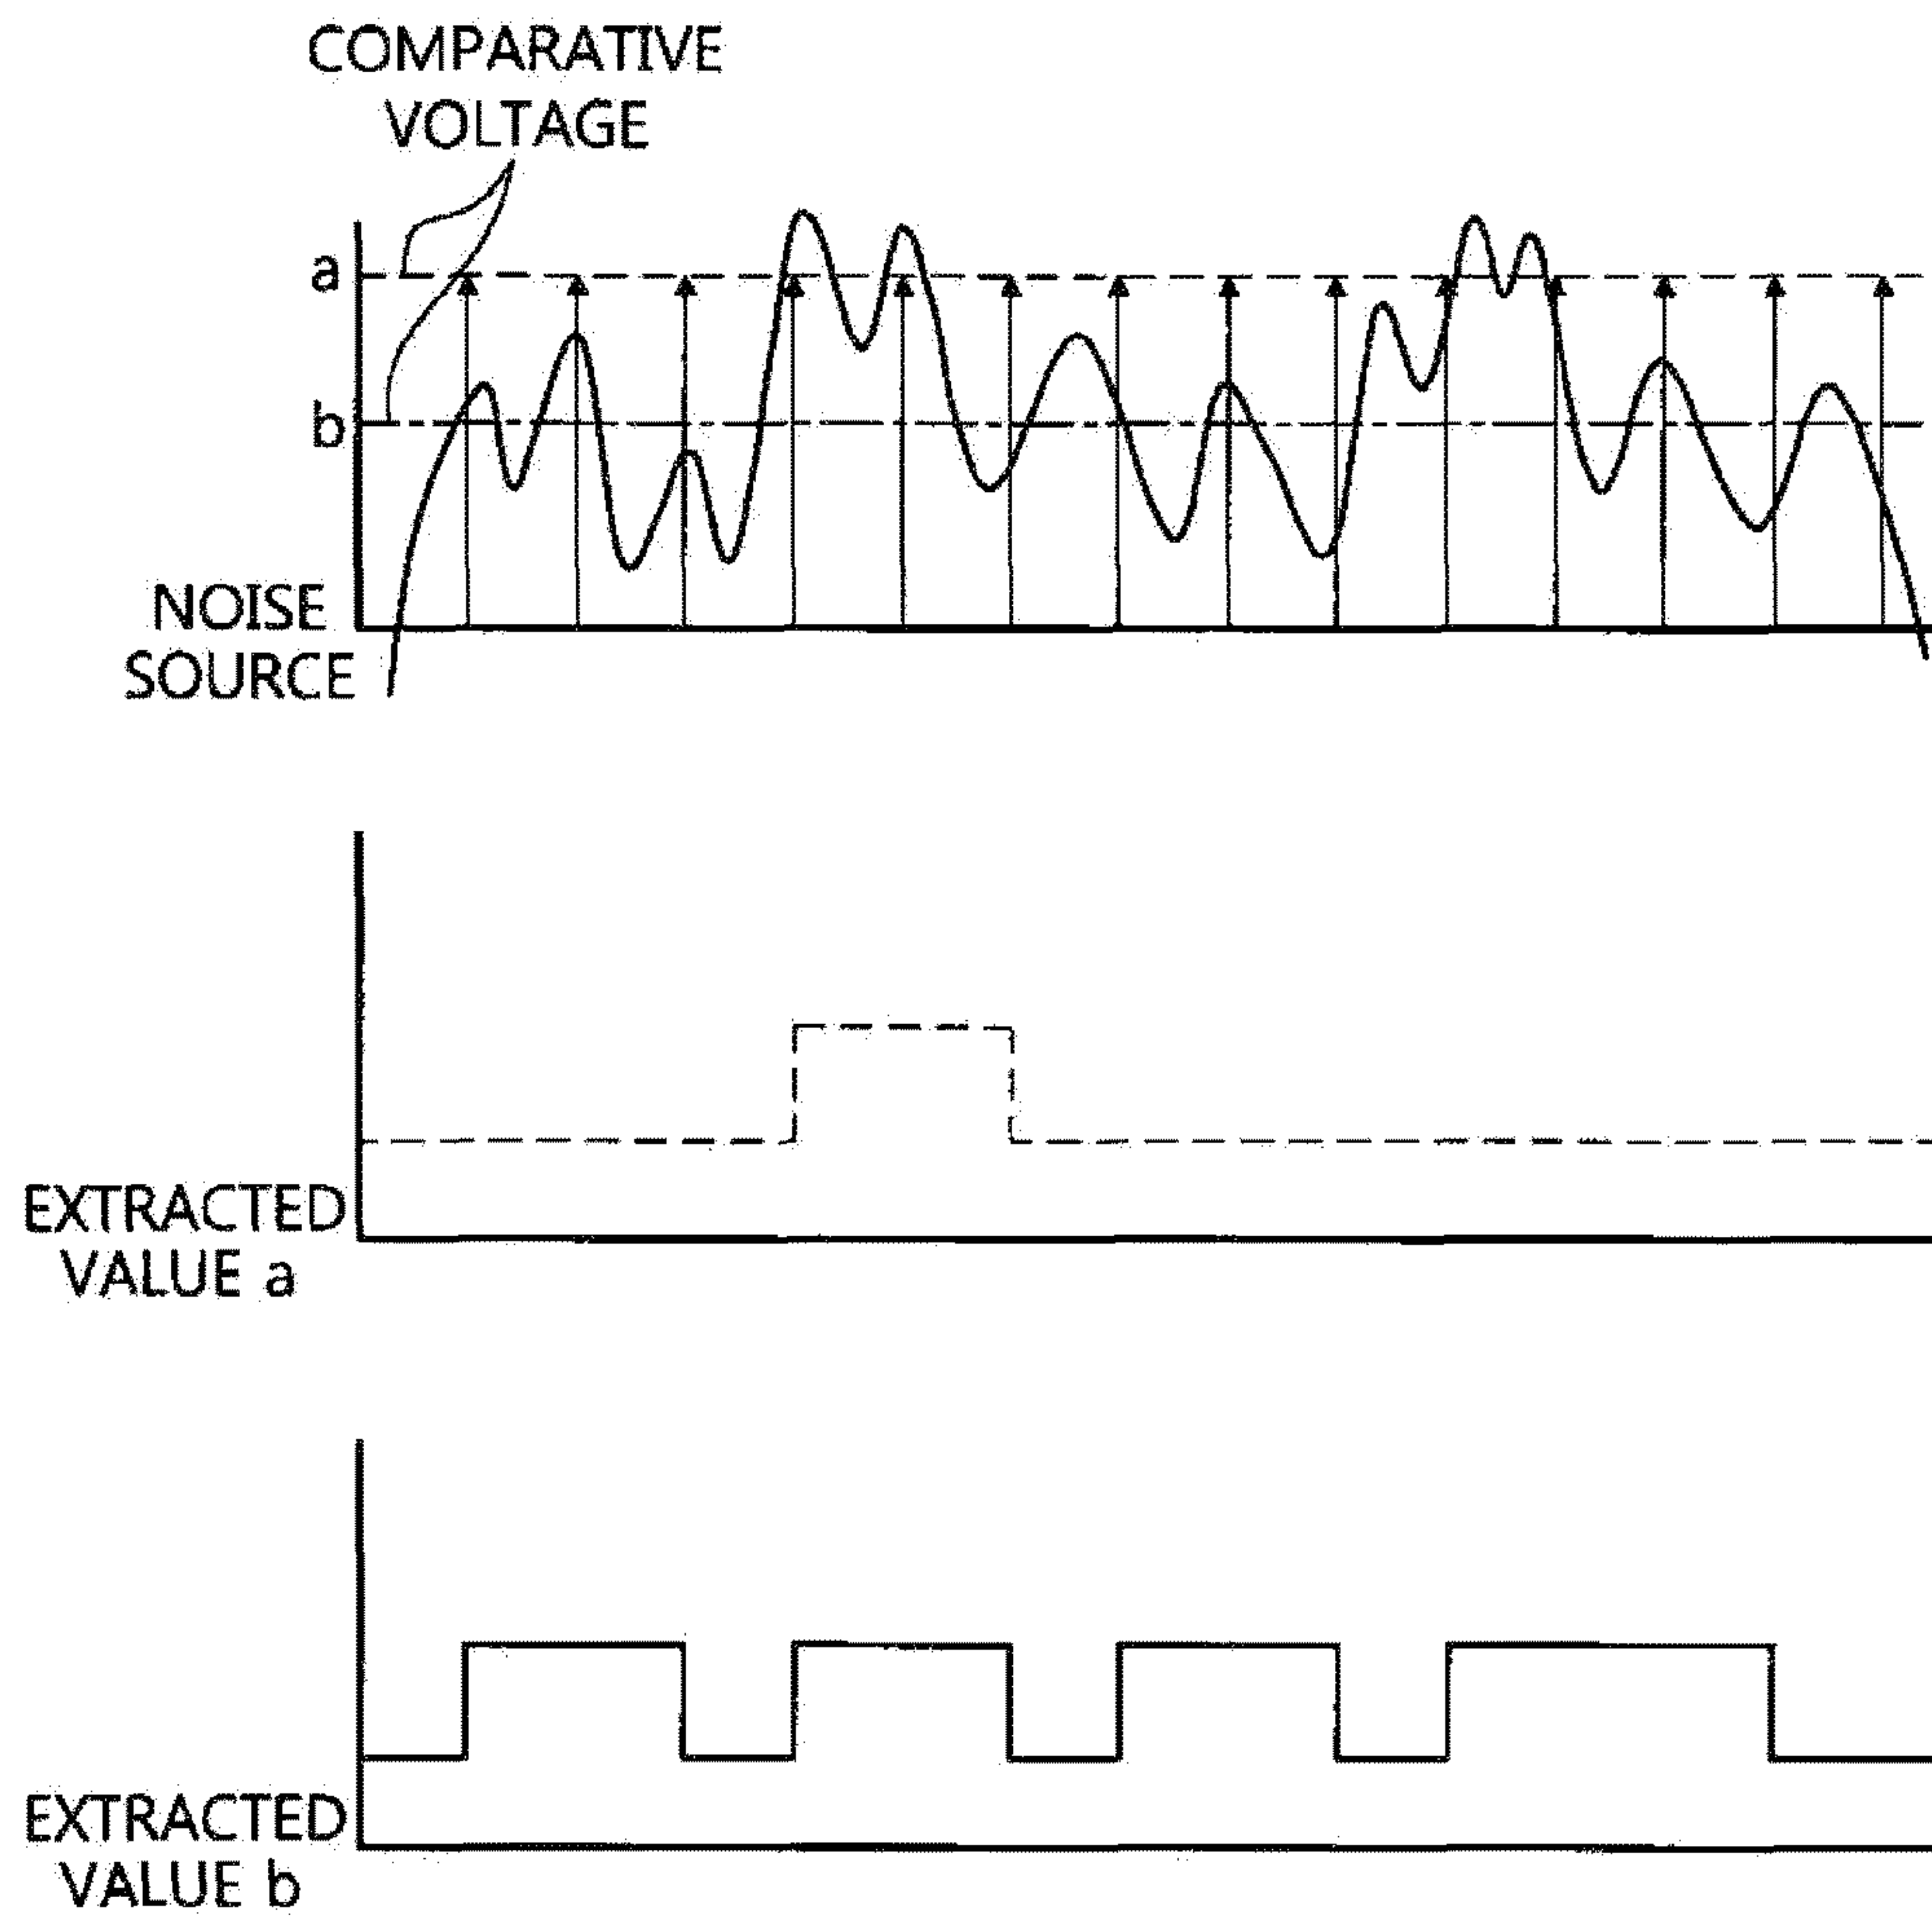 COMPARATIVE
VOLTAGE
a
b
NOISE
SOURCE
EXTRACTED
VALUE a
EXTRACTED
VALUE b